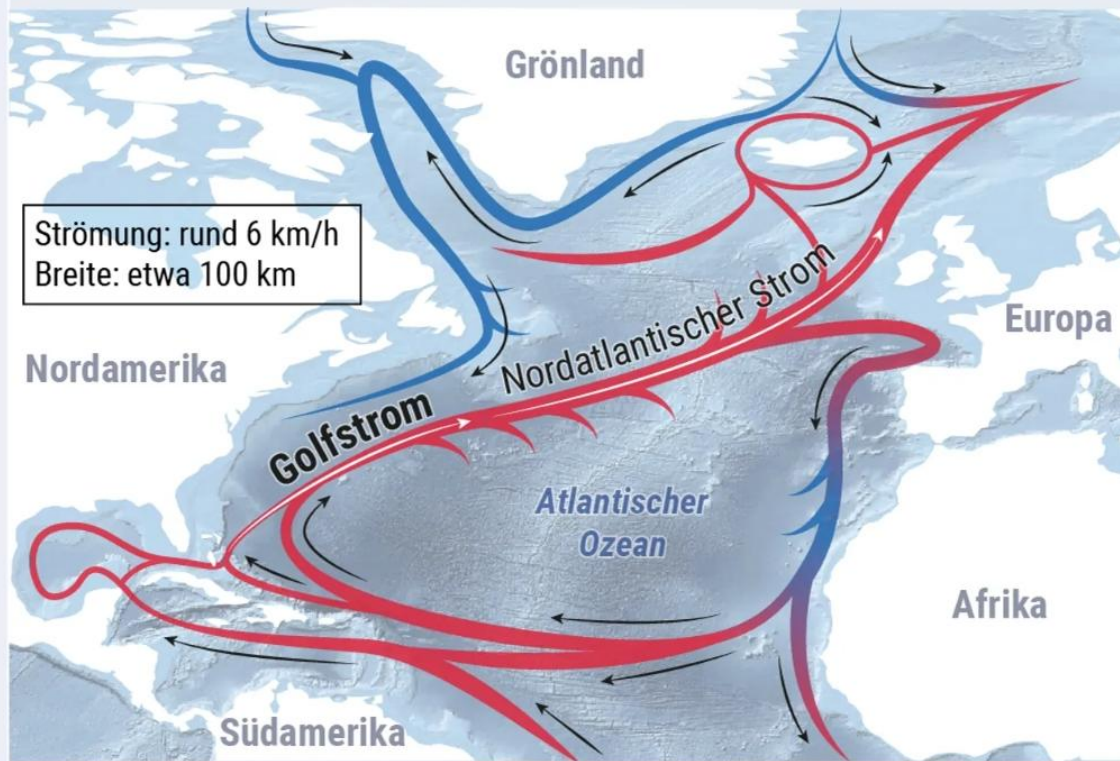 Grönland
Strömung: rund 6 km/h
Breite: etwa 100 km
Europa
Nordamerika
Nordatlantischer Strom
Golfstrom
Atlantischer
Ozean
Afrika
Südamerika